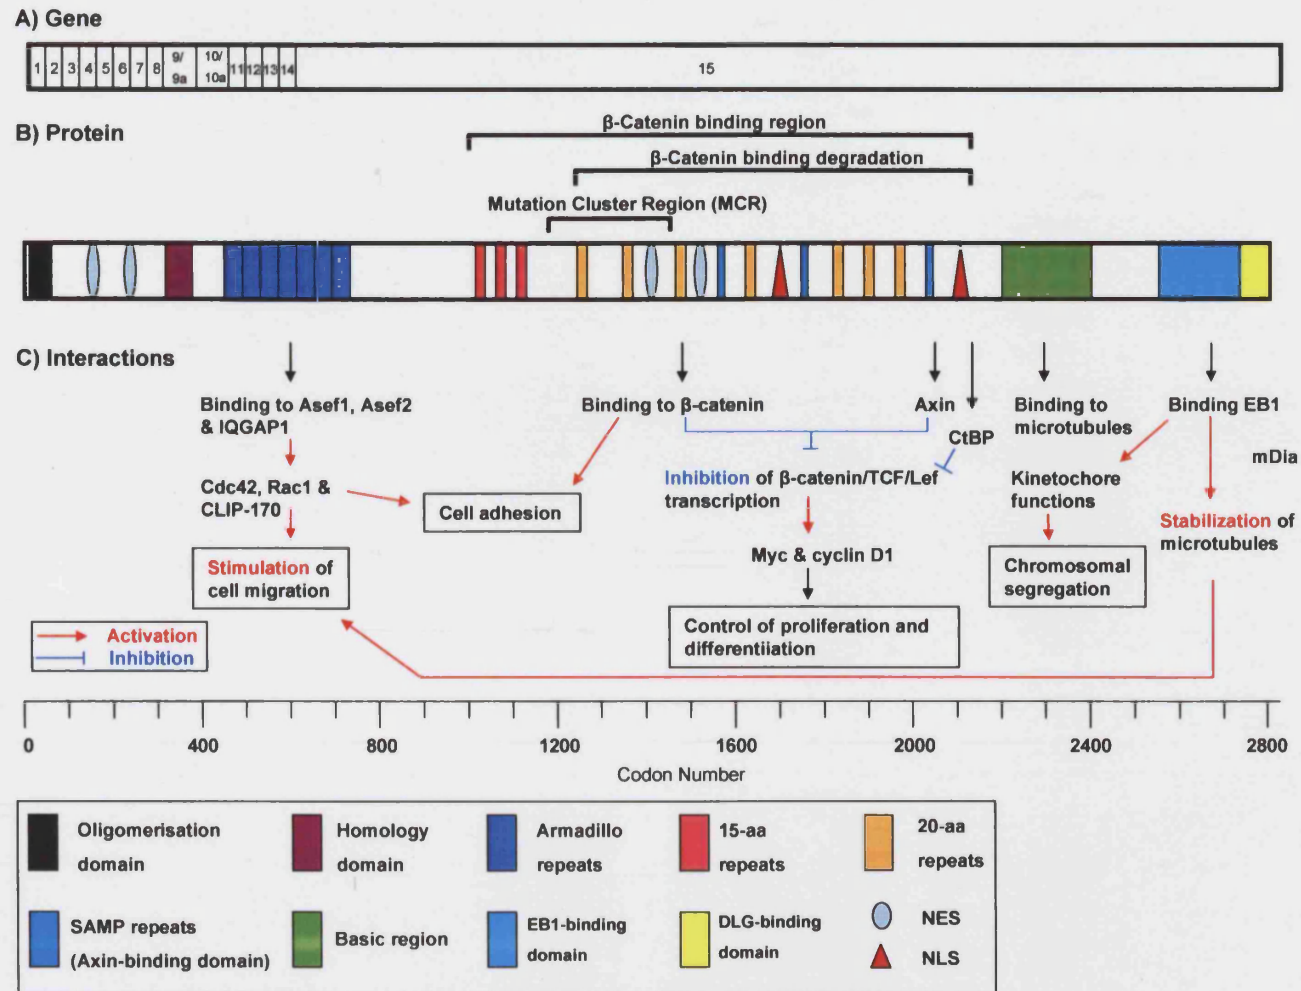 A) Gene
1 2 3 4 5 6 7 8 9/ 9a 10/ 10a 11 12 13 14 15
B) Protein
β-Catenin binding region
β-Catenin binding degradation
Mutation Cluster Region (MCR)
C) Interactions
Binding to Asef1, Asef2
& IQGAP1
Cdc42, Rac1 &
CLIP-170
Stimulation of
cell migration
Cell adhesion
Binding to β-catenin
Axin
CtBP
Inhibition of β-catenin/TCF/Lef
transcription
Myc & cyclin D1
Control of proliferation and
differentiiation
Binding to
microtubules
Kinetochore
functions
Chromosomal
segregation
Binding EB1
mDia
Stabilization of
microtubules
Activation
Inhibition
0 400 800 1200 1600 2000 2400 2800
Codon Number
Oligomerisation
domain
Homology
domain
Armadillo
repeats
15-aa
repeats
20-aa
repeats
SAMP repeats
(Axin-binding domain)
Basic region
EB1-binding
domain
DLG-binding
domain
NES
NLS